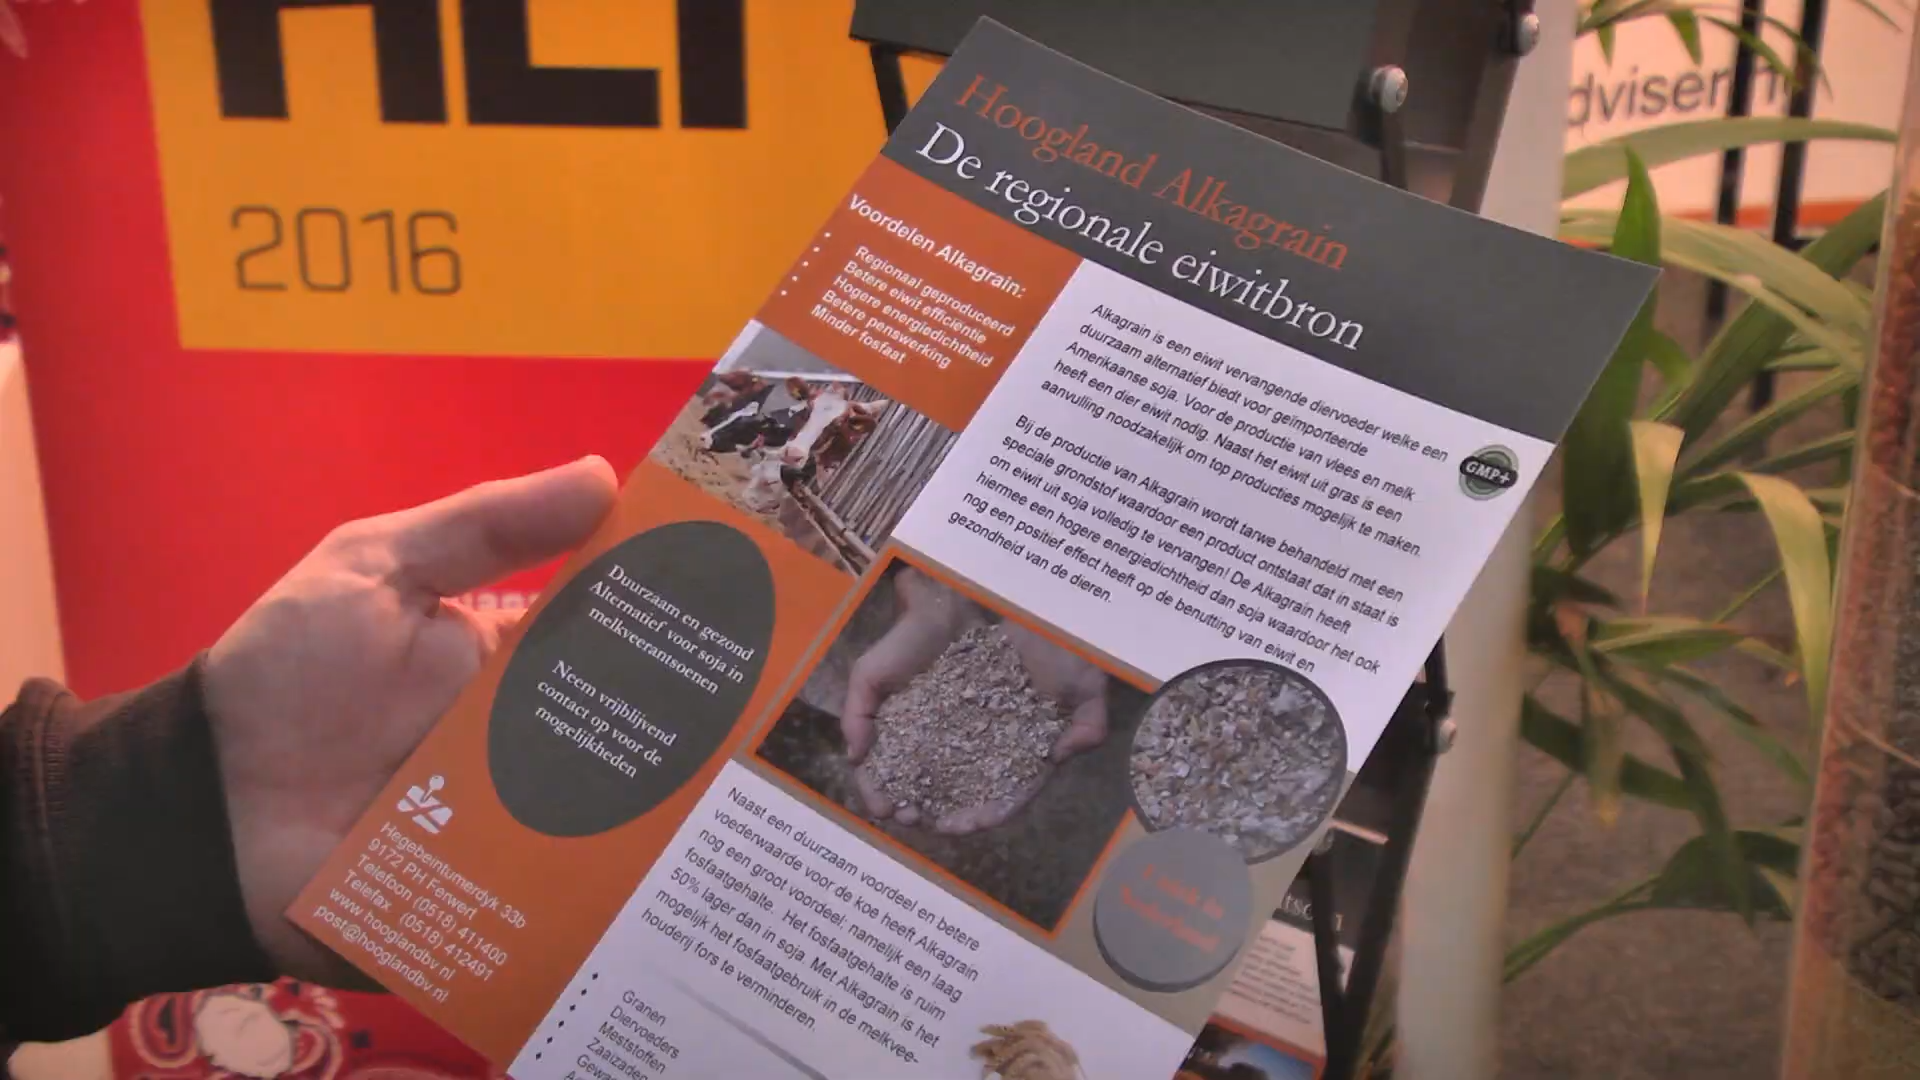 2016
dviser
Hoogland Alkagrain
De regionale eiwitbron
Voordelen Alkagrain:
Regionaal geproduceerd
Betere eiwit efficiëntie
Hogere energiedichtheid
Betere penswerking
Minder fosfaat
Alkagrain is een eiwit vervangende diervoeder welke een
duurzaam alternatief biedt voor geïmporteerde
Amerikaanse soja. Voor de productie van vlees en melk
heeft een dier eiwit nodig. Naast het eiwit uit gras is een
aanvulling noodzakelijk om top producties mogelijk te maken.
GMP+
Bij de productie van Alkagrain wordt tarwe behandeld met een
speciale grondstof waardoor een product ontstaat dat in staat is
om eiwit uit soja volledig te vervangen! De Alkagrain heeft
hiermee een hogere energiedichtheid dan soja waardoor het ook
nog een positief effect heeft op de benutting van eiwit en
gezondheid van de dieren.
Duurzaam en gezond
Alternatief voor soja in
melkveerantsoenen
Neem vrijblijvend
contact op voor de
mogelijkheden
Hegebeintumerdyk 33b
9172 PH Ferwert
Telefoon (0518) 411400
Telefax (0518) 412491
www.hooglandbv.nl
post@hooglandbv.nl
Naast een duurzaam voordeel en betere
voederwaarde voor de koe heeft Alkagrain
nog een groot voordeel; namelijk een laag
fosfaatgehalte. Het fosfaatgehalte is ruim
50% lager dan in soja. Met Alkagrain is het
mogelijk het fosfaatgebruik in de melkvee-
houderij fors te verminderen.
Granen
Diervoeders
Meststoffen
Zaaizaden